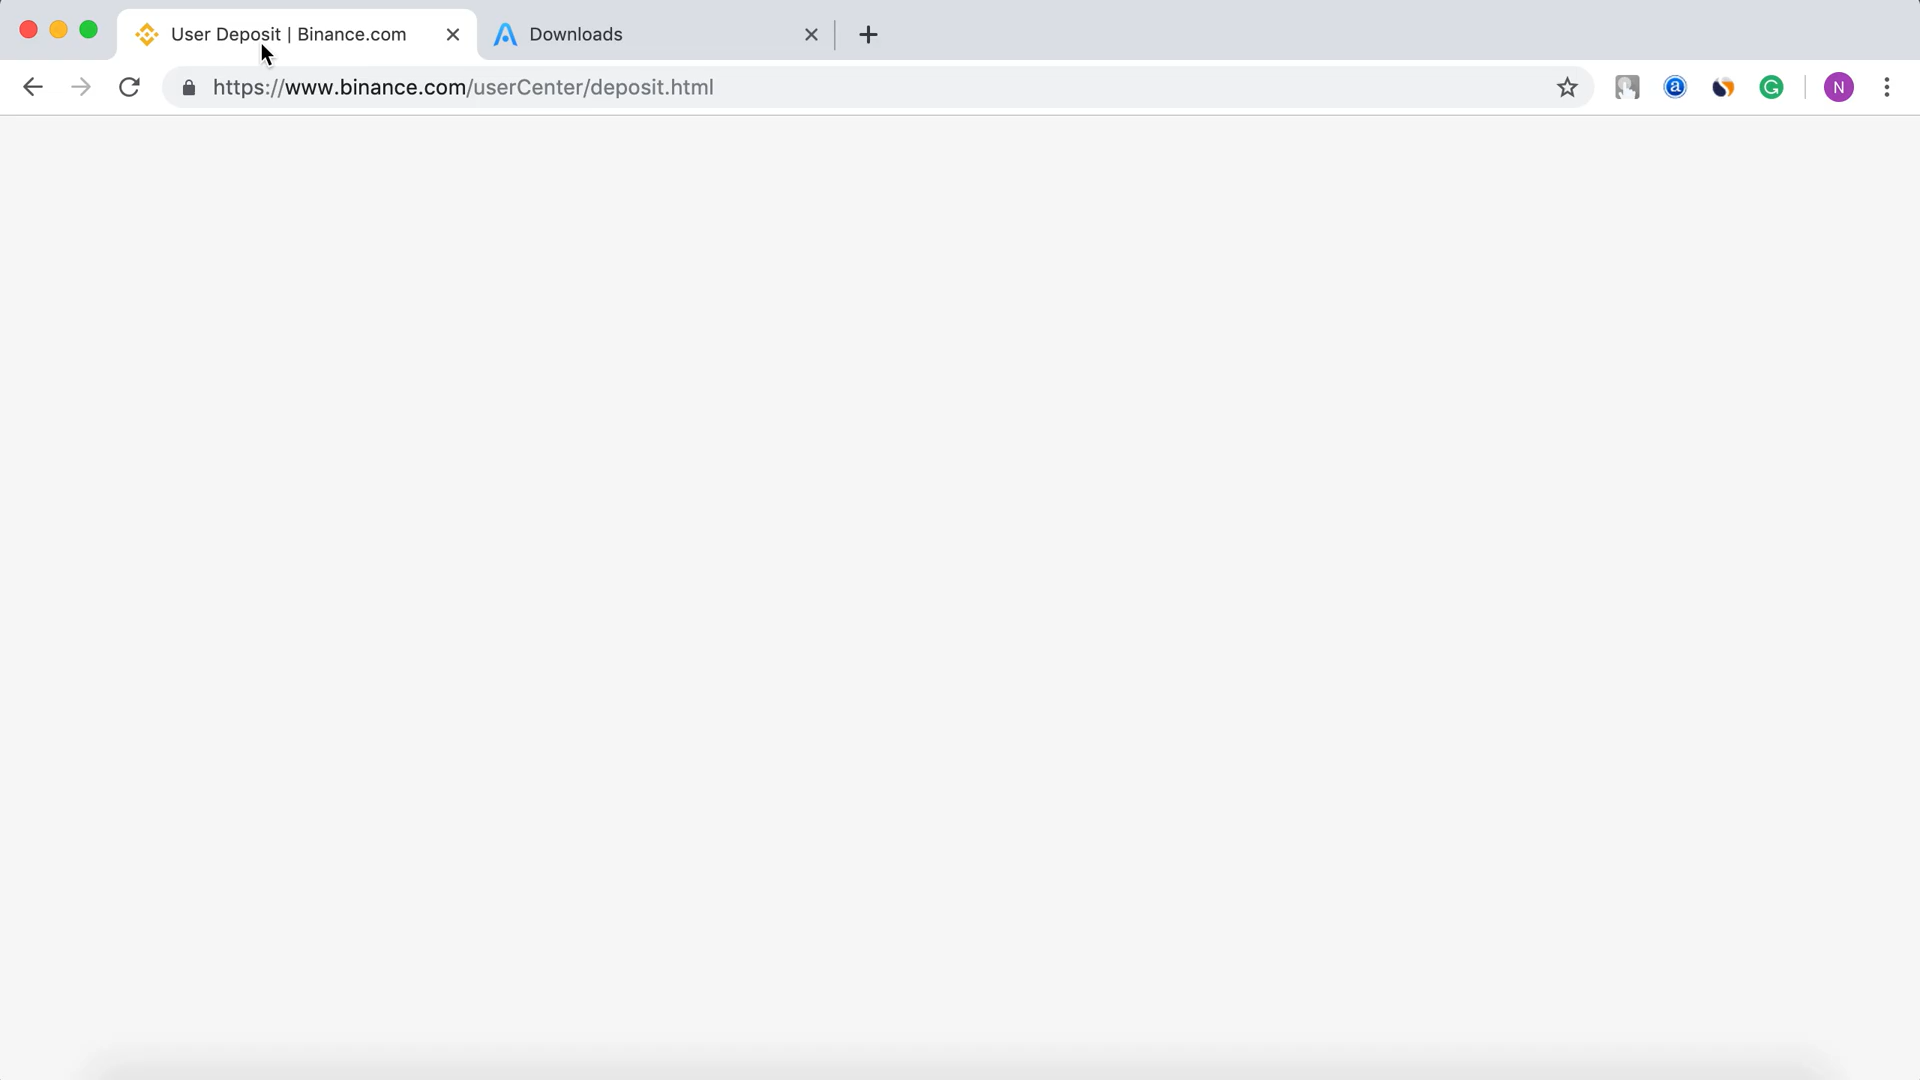 User Deposit | Binance.com
Downloads
https://www.binance.com/userCenter/deposit.html
a
G
N